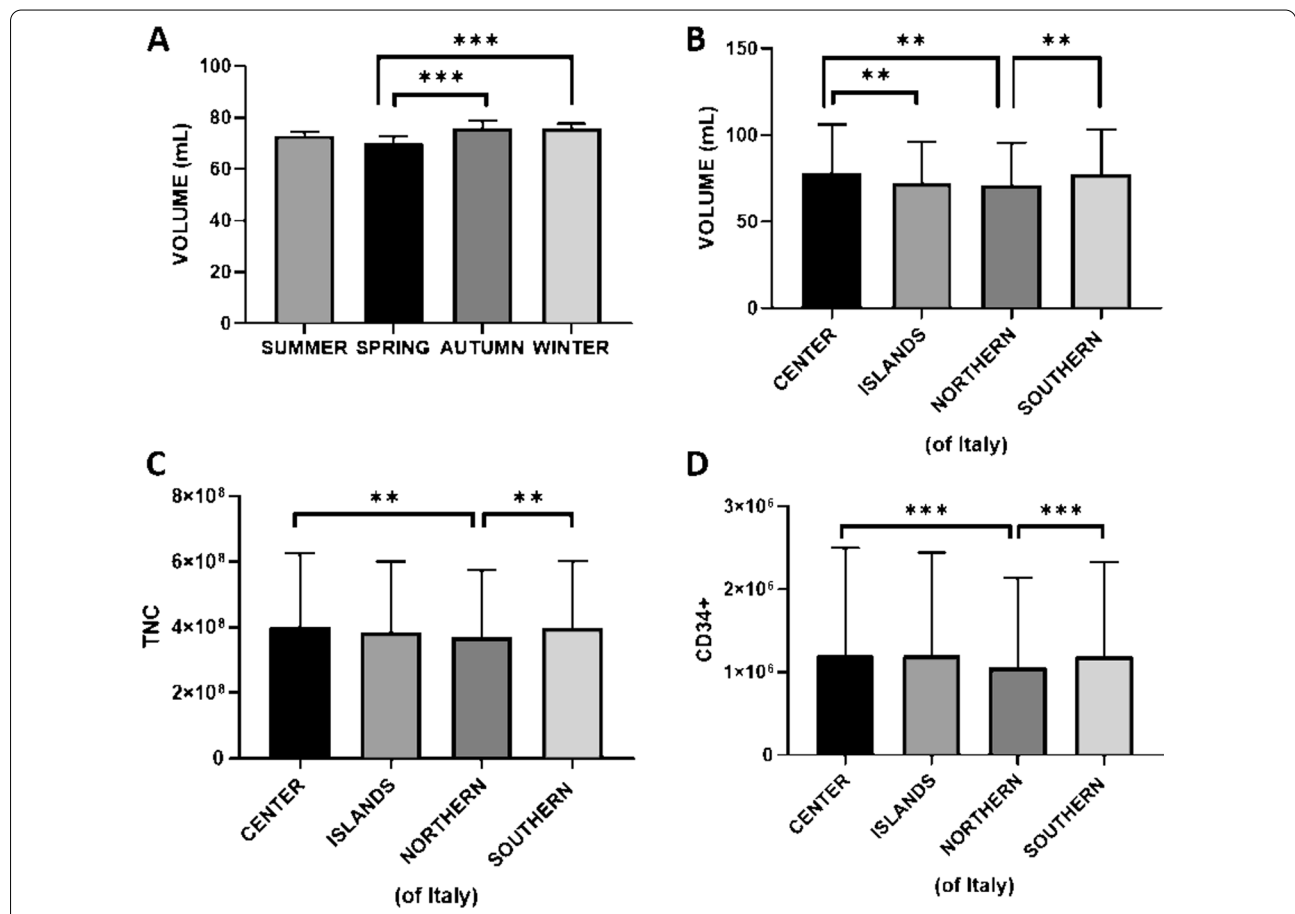 A
***
***
VOLUME (mL)
100
80
60
40
20
0
SUMMER SPRING AUTUMN WINTER
B
**
**
**
VOLUME (mL)
150
100
50
0
CENTER
ISLANDS
NORTHERN
SOUTHERN
(of Italy)
C
**
**
TNC
8×10⁸
6×10⁸
4×10⁸
2×10⁸
0
CENTER
ISLANDS
NORTHERN
SOUTHERN
(of Italy)
D
***
***
CD34+
3×10⁶
2×10⁶
1×10⁶
0
CENTER
ISLANDS
NORTHERN
SOUTHERN
(of Italy)